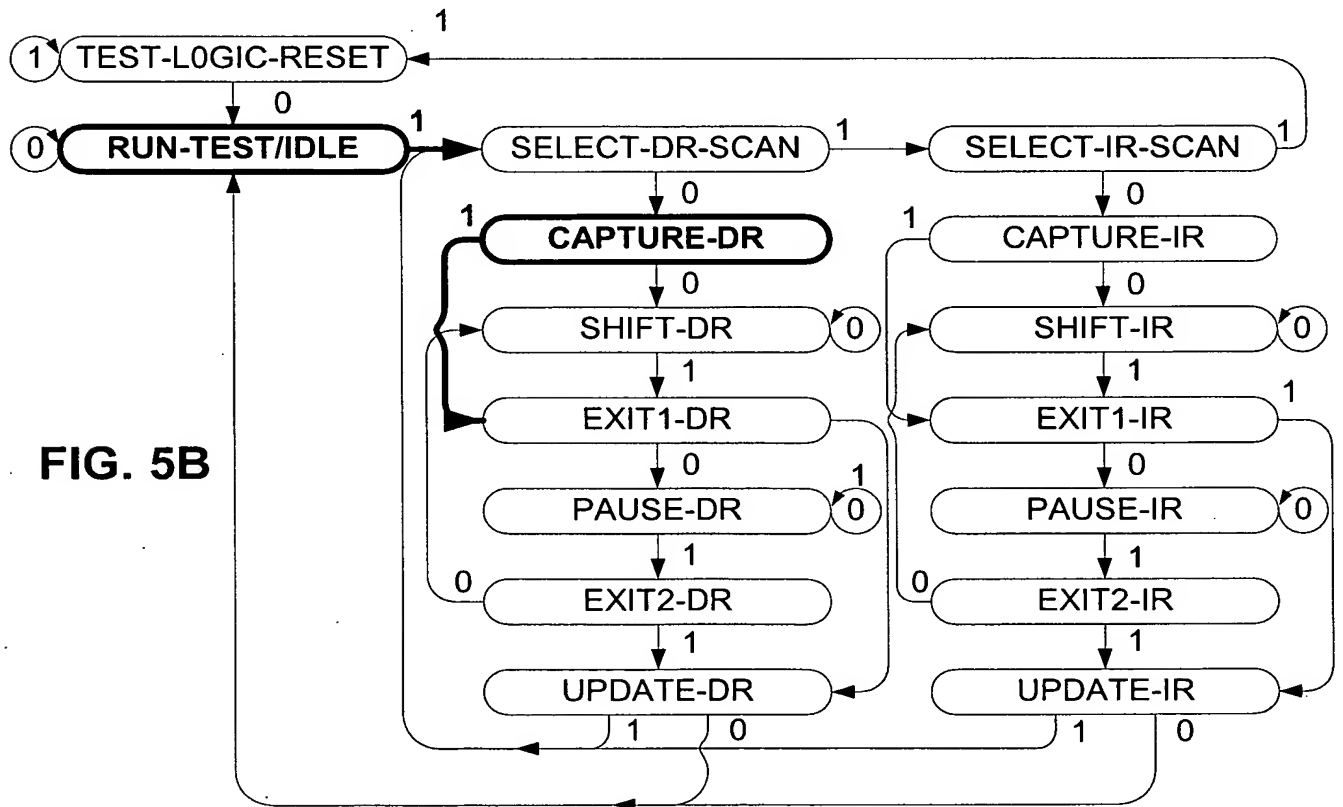 1
1 TEST-L0GIC-RESET
0
0 RUN-TEST/IDLE 1 SELECT-DR-SCAN 1 SELECT-IR-SCAN 1
0 0
1 CAPTURE-DR 1 CAPTURE-IR
0 0
SHIFT-DR 0 SHIFT-IR 0
1 1
EXIT1-DR EXIT1-IR 1
FIG. 5B
0 0
PAUSE-DR 1 0 PAUSE-IR 0
1 1
0 EXIT2-DR 0 EXIT2-IR
1 1
UPDATE-DR UPDATE-IR
1 0 1 0